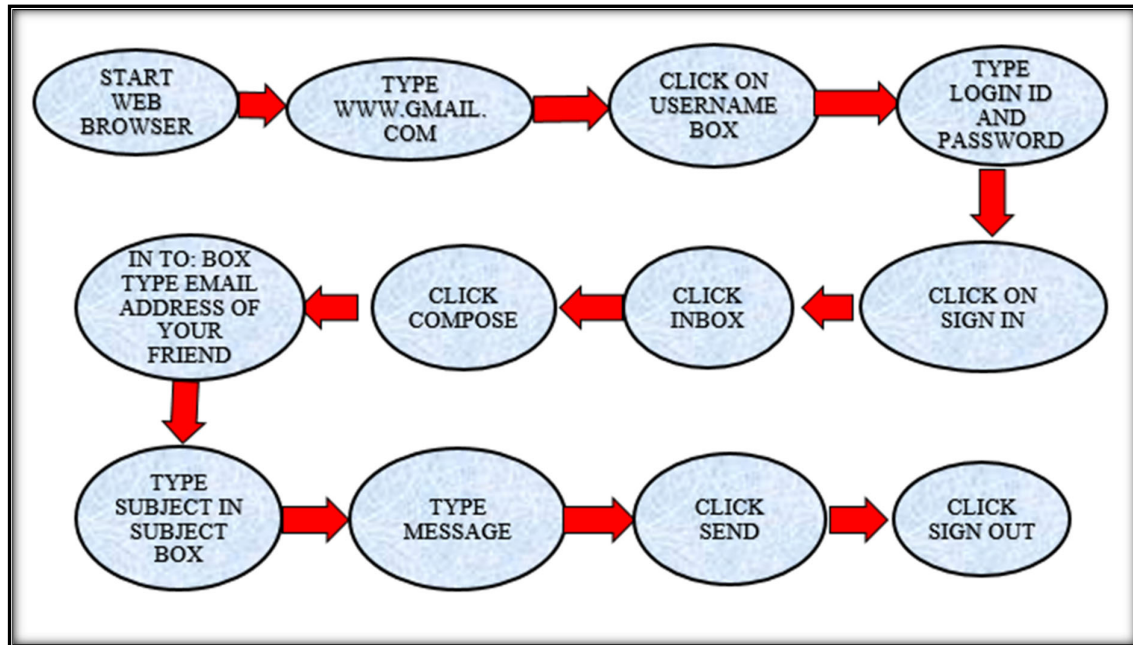 START
WEB
BROWSER
TYPE
WWW.GMAIL.
COM
CLICK ON
USERNAME
BOX
TYPE
LOGIN ID
AND
PASSWORD
CLICK ON
SIGN IN
CLICK
INBOX
CLICK
COMPOSE
IN TO: BOX
TYPE EMAIL
ADDRESS OF
YOUR
FRIEND
TYPE
SUBJECT IN
SUBJECT
BOX
TYPE
MESSAGE
CLICK
SEND
CLICK
SIGN OUT